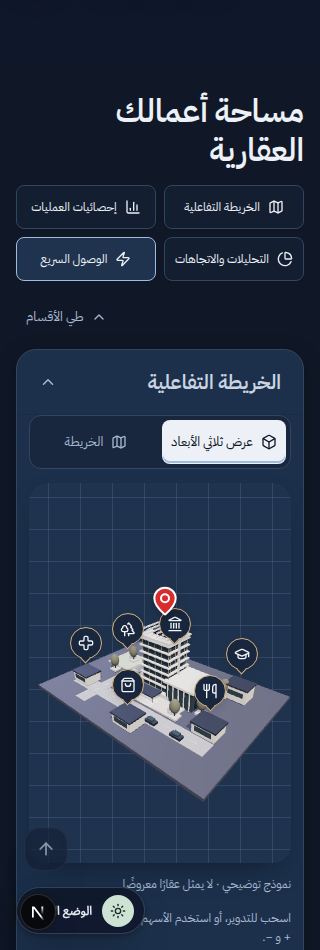 مساحة أعمالك
العقارية
الخريطة التفاعلية
إحصائيات العمليات
التحليلات والاتجاهات
الوصول السريع
طي الأقسام
الخريطة التفاعلية
عرض ثلاثي الأبعاد
الخريطة
نموذج توضيحي · لا يمثل عقارًا معروضًا
اسحب للتدوير، أو استخدم الأسهم
+ و −.
الوضع
N